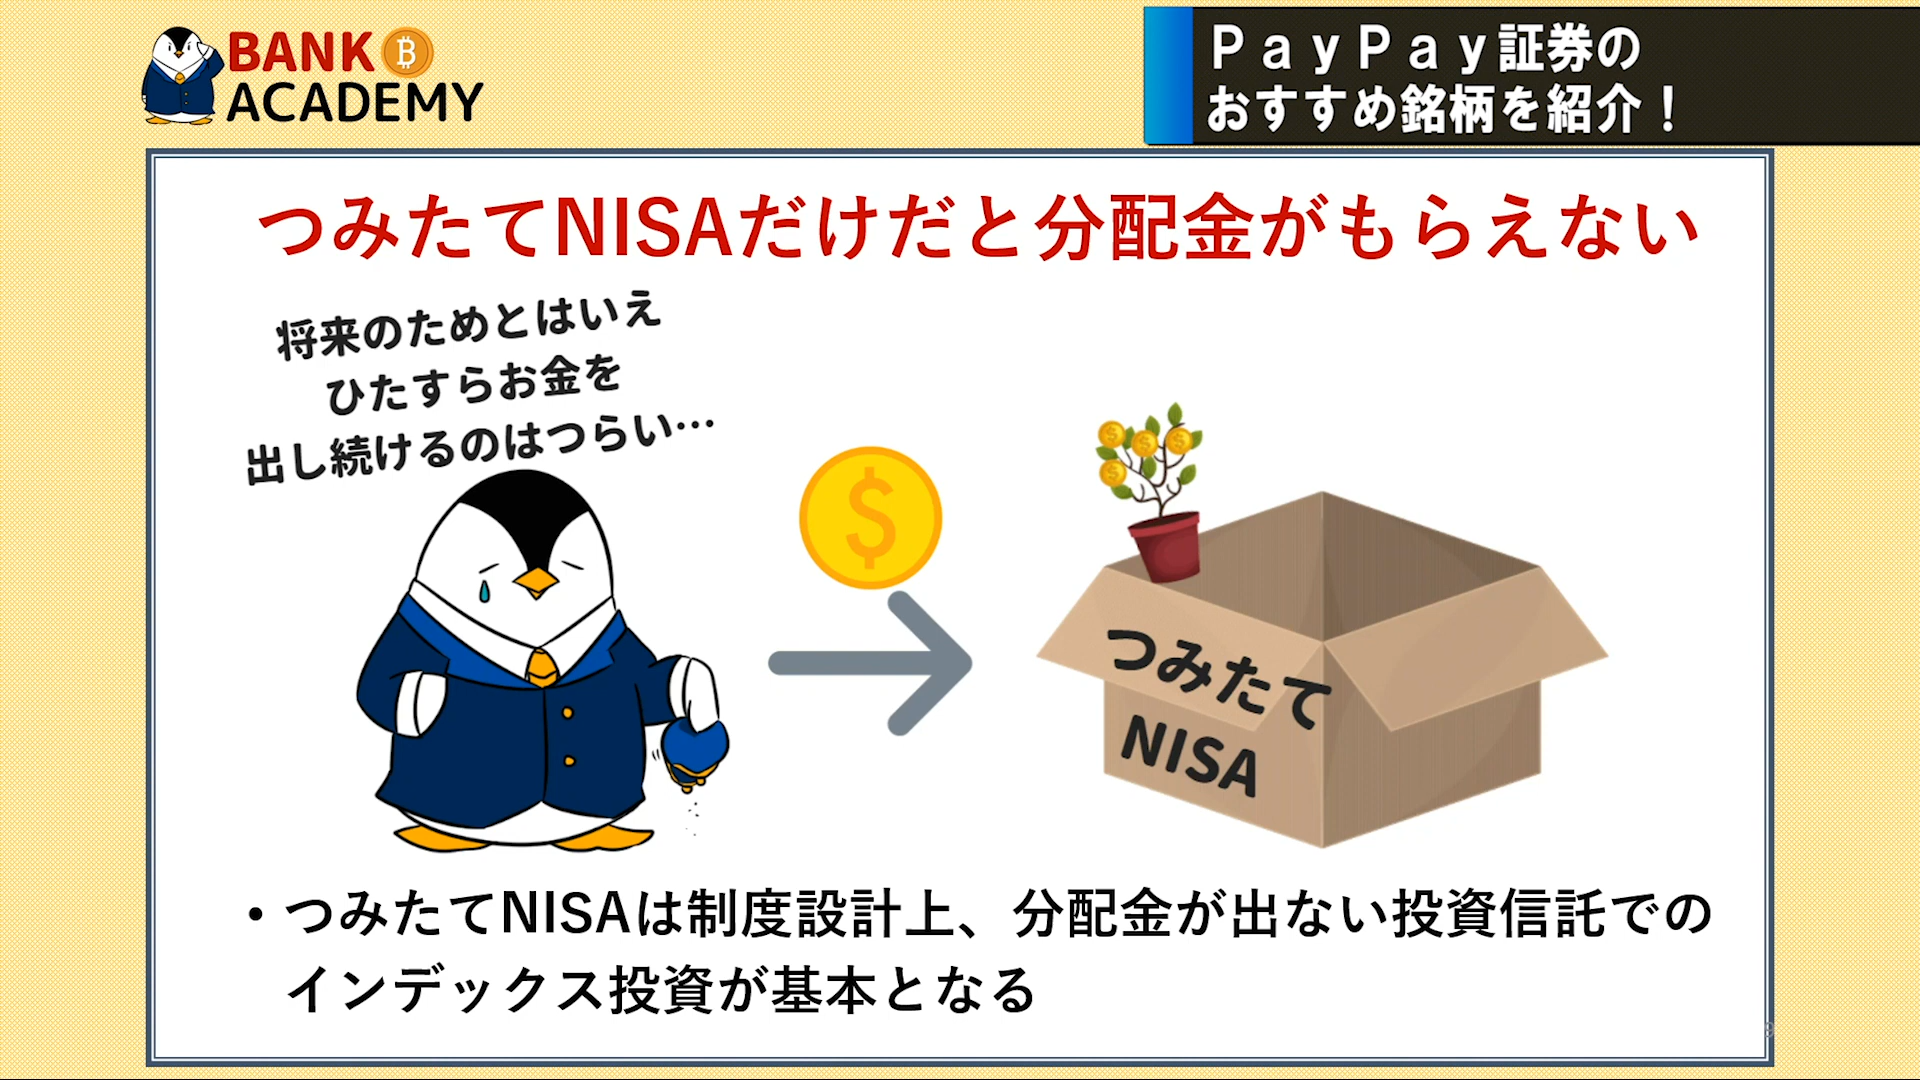 BANK
ACADEMY
PayPay証券の
おすすめ銘柄を紹介！
つみたてNISAだけだと分配金がもらえない
将来のためとはいえ
ひたすらお金を
出し続けるのはつらい…
つみたて
NISA
・つみたてNISAは制度設計上、分配金が出ない投資信託での
インデックス投資が基本となる